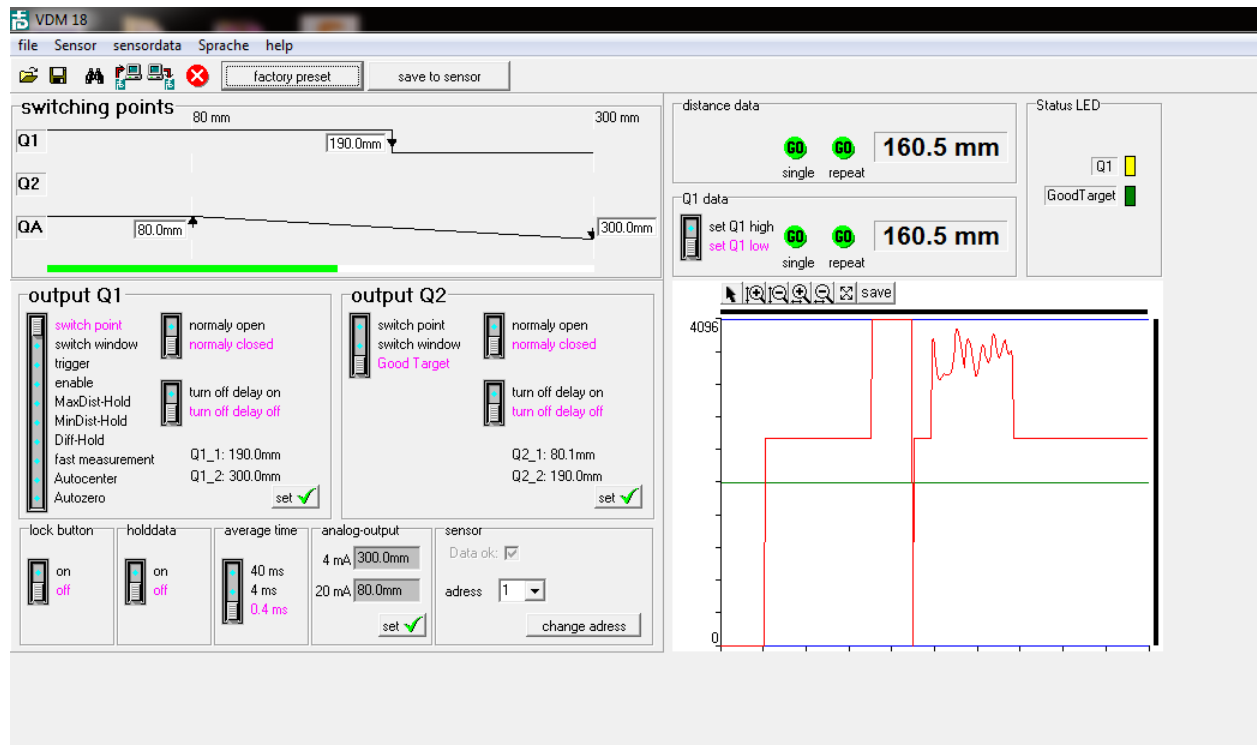 VDM 18
file Sensor sensordata Sprache help
factory preset save to sensor
switching points
80 mm 300 mm
Q1
190.0mm
Q2
QA
80.0mm
300.0mm
distance data
GO GO 160.5 mm
single repeat
Q1 data
set Q1 high
set Q1 low
GO GO 160.5 mm
single repeat
Status LED
Q1
GoodTarget
output Q1
switch point
switch window
trigger
enable
MaxDist-Hold
MinDist-Hold
Diff-Hold
fast measurement
Autocenter
Autozero
normaly open
normaly closed
turn off delay on
turn off delay off
Q1_1: 190.0mm
Q1_2: 300.0mm
set
output Q2
switch point
switch window
Good Target
normaly open
normaly closed
turn off delay on
turn off delay off
Q2_1: 80.1mm
Q2_2: 190.0mm
set
save
4096
0
lock button
on
off
holddata
on
off
average time
40 ms
4 ms
0.4 ms
analog-output
4 mA 300.0mm
20 mA 80.0mm
set
sensor
Data ok:
adress 1
change adress